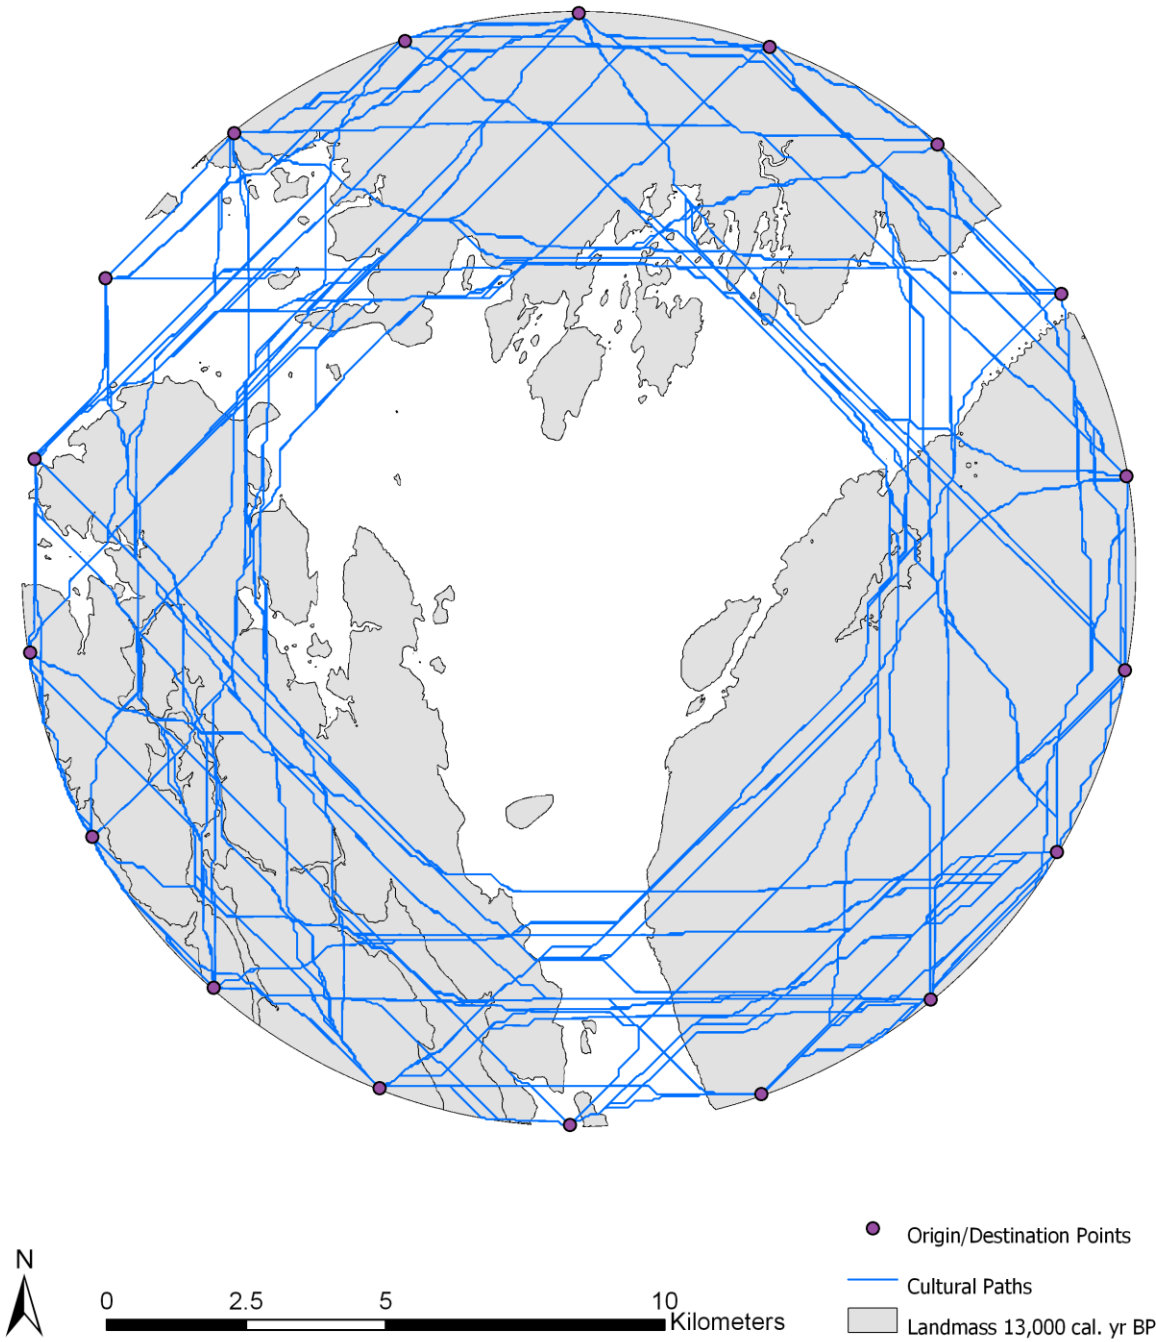 N
0 2.5 5 10
Kilometers
Origin/Destination Points
Cultural Paths
Landmass 13,000 cal. yr BP